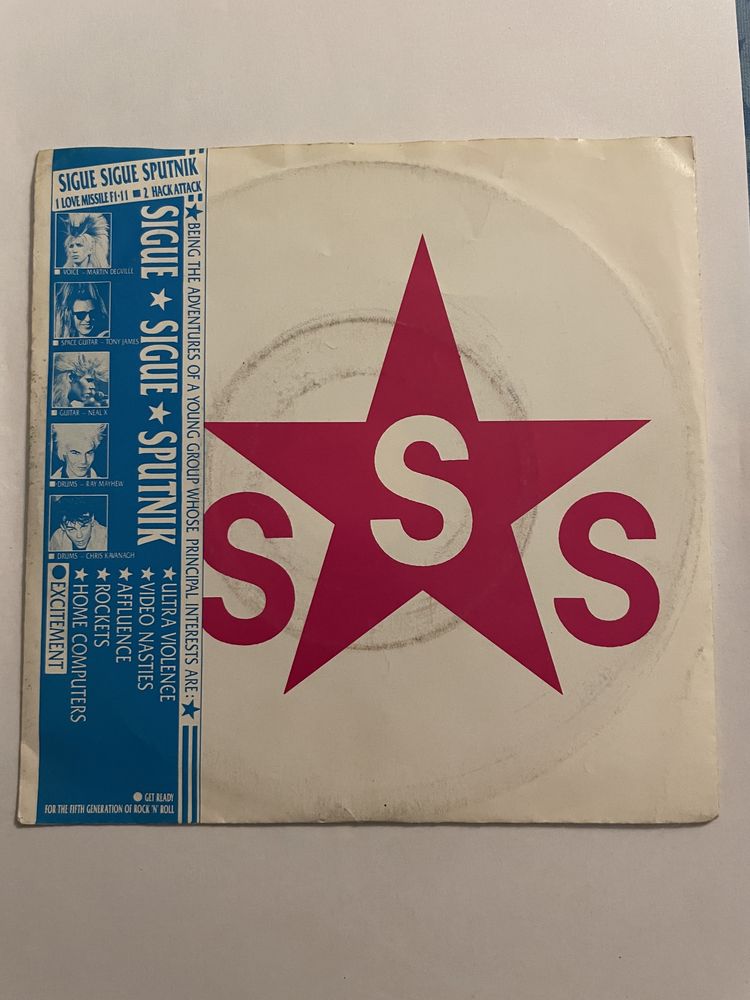 SIGUE SIGUE SPUTNIK
1 LOVE MISSILE F1·11 ■ 2. HACK ATTACK
■ VOICE – MARTIN DEGVILLE
■ SPACE GUITAR – TONY JAMES
■ GUITAR – NEAL X
■ DRUMS – RAY MAYHEW
■ DRUMS – CHRIS KAVANAGH
SIGUE ★ SIGUE ★ SPUTNIK
★ BEING THE ADVENTURES OF A YOUNG GROUP WHOSE PRINCIPAL INTERESTS ARE: ★
★ ULTRA VIOLENCE
★ VIDEO NASTIES
★ AFFLUENCE
★ ROCKETS
★ HOME COMPUTERS
● EXCITEMENT
● GET READY
FOR THE FIFTH GENERATION OF ROCK 'N' ROLL
S S S